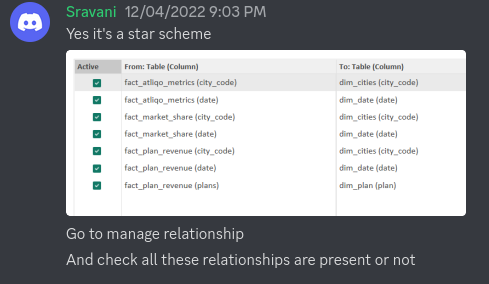 Sravani 12/04/2022 9:03 PM
Yes it's a star scheme
Active From: Table (Column) To: Table (Column)
fact_atliqo_metrics (city_code) dim_cities (city_code)
fact_atliqo_metrics (date) dim_date (date)
fact_market_share (city_code) dim_cities (city_code)
fact_market_share (date) dim_date (date)
fact_plan_revenue (city_code) dim_cities (city_code)
fact_plan_revenue (date) dim_date (date)
fact_plan_revenue (plans) dim_plan (plan)
Go to manage relationship
And check all these relationships are present or not